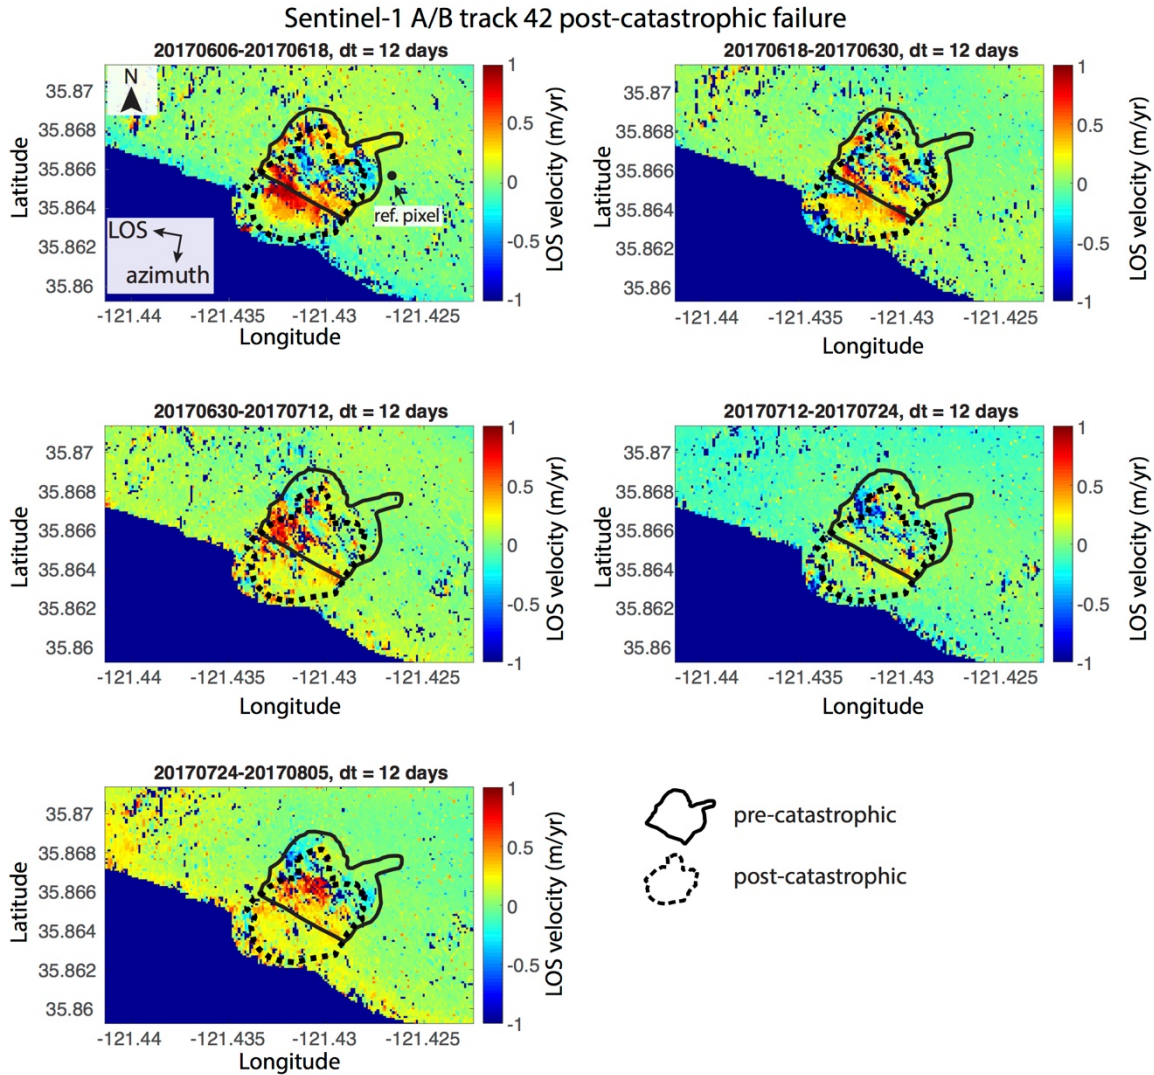 Sentinel-1 A/B track 42 post-catastrophic failure
20170606-20170618, dt = 12 days
N
35.87
35.868
35.866
35.864
35.862
35.86
Latitude
LOS
azimuth
ref. pixel
-121.44
-121.435
-121.43
-121.425
Longitude
1
0.5
0
-0.5
-1
LOS velocity (m/yr)
20170618-20170630, dt = 12 days
35.87
35.868
35.866
35.864
35.862
35.86
Latitude
-121.44
-121.435
-121.43
-121.425
Longitude
1
0.5
0
-0.5
-1
LOS velocity (m/yr)
20170630-20170712, dt = 12 days
35.87
35.868
35.866
35.864
35.862
35.86
Latitude
-121.44
-121.435
-121.43
-121.425
Longitude
1
0.5
0
-0.5
-1
LOS velocity (m/yr)
20170712-20170724, dt = 12 days
35.87
35.868
35.866
35.864
35.862
35.86
Latitude
-121.44
-121.435
-121.43
-121.425
Longitude
1
0.5
0
-0.5
-1
LOS velocity (m/yr)
20170724-20170805, dt = 12 days
35.87
35.868
35.866
35.864
35.862
35.86
Latitude
-121.44
-121.435
-121.43
-121.425
Longitude
1
0.5
0
-0.5
-1
LOS velocity (m/yr)
pre-catastrophic
post-catastrophic